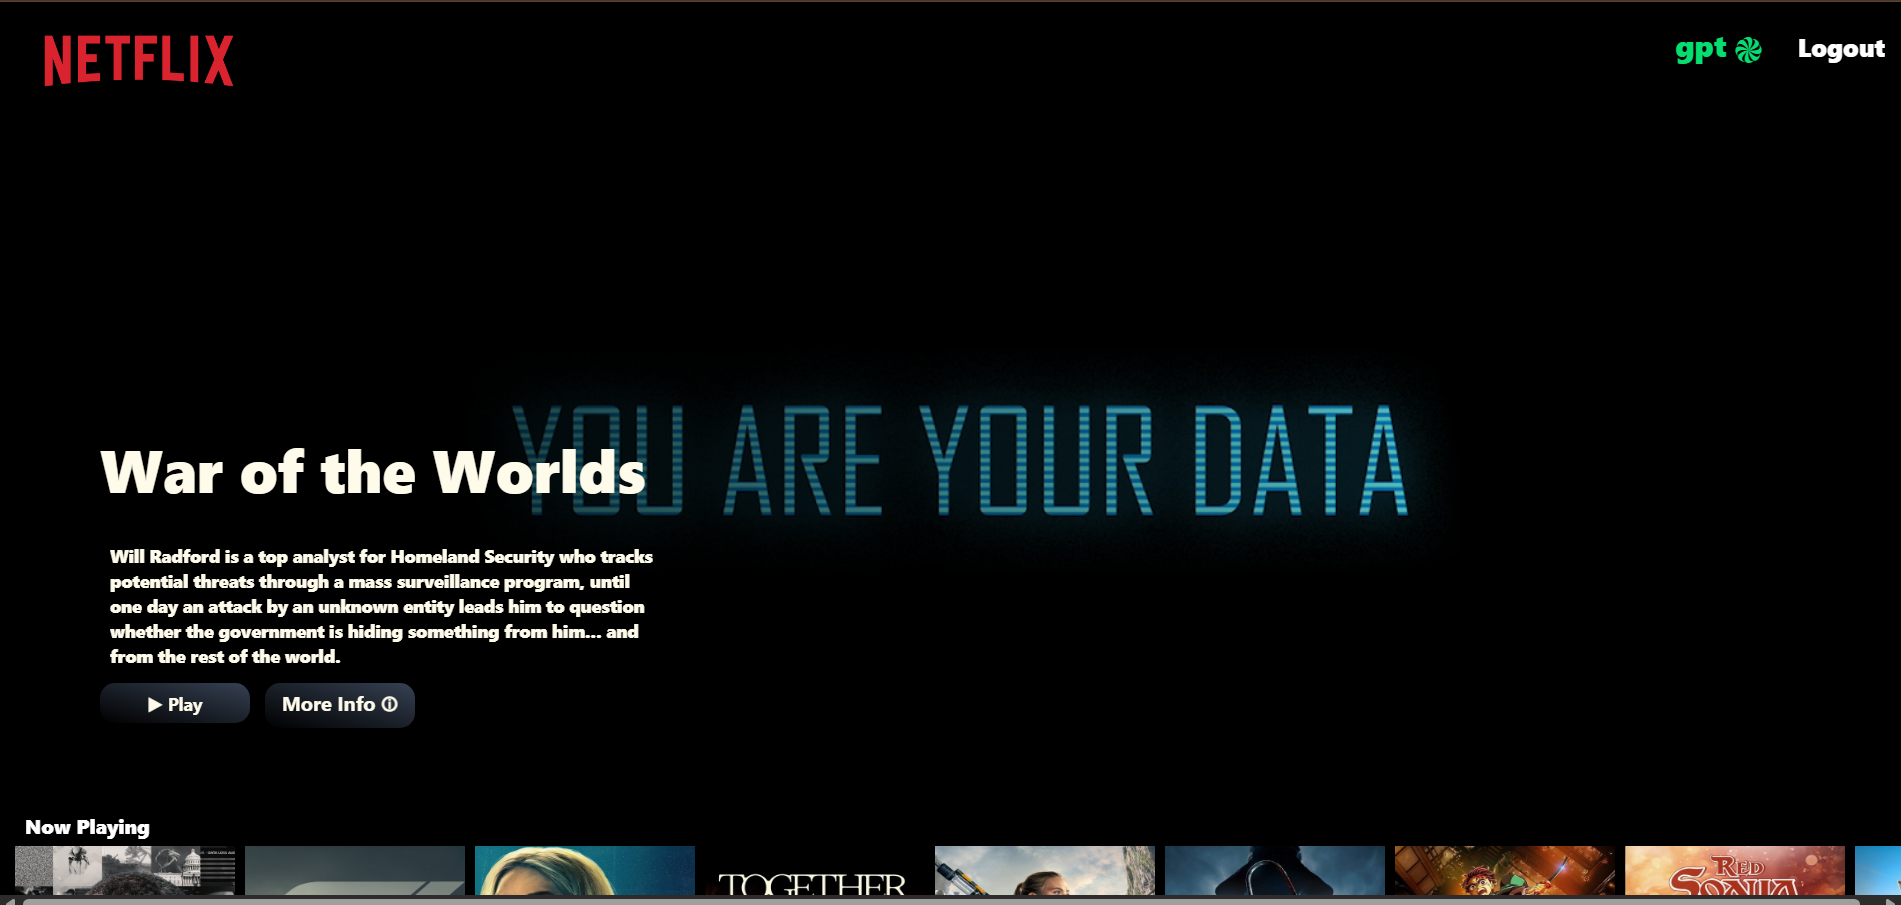 NETFLIX
gpt
Logout
YOU ARE YOUR DATA
War of the Worlds
Will Radford is a top analyst for Homeland Security who tracks
potential threats through a mass surveillance program, until
one day an attack by an unknown entity leads him to question
whether the government is hiding something from him... and
from the rest of the world.
▶ Play
More Info
Now Playing
TOGETHER
RED
SONJA